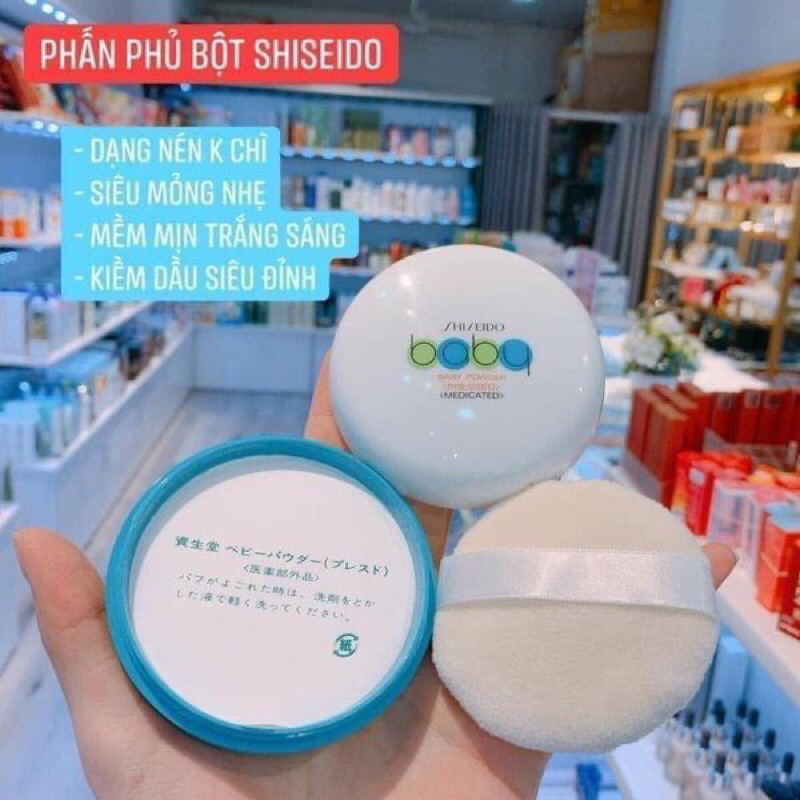 PHẤN PHỦ BỘT SHISEIDO
- DẠNG NÉN K CHÌ
- SIÊU MỎNG NHẸ
- MỀM MỊN TRẮNG SÁNG
- KIỀM DẦU SIÊU ĐỈNH
SHISEIDO
baby
BABY POWDER
<PRESSED>
<MEDICATED>
資生堂 ベビーパウダー(プレスド)
<医薬部外品>
パフがよごれた時は、洗剤をとか
した液で軽く洗ってください。
紙